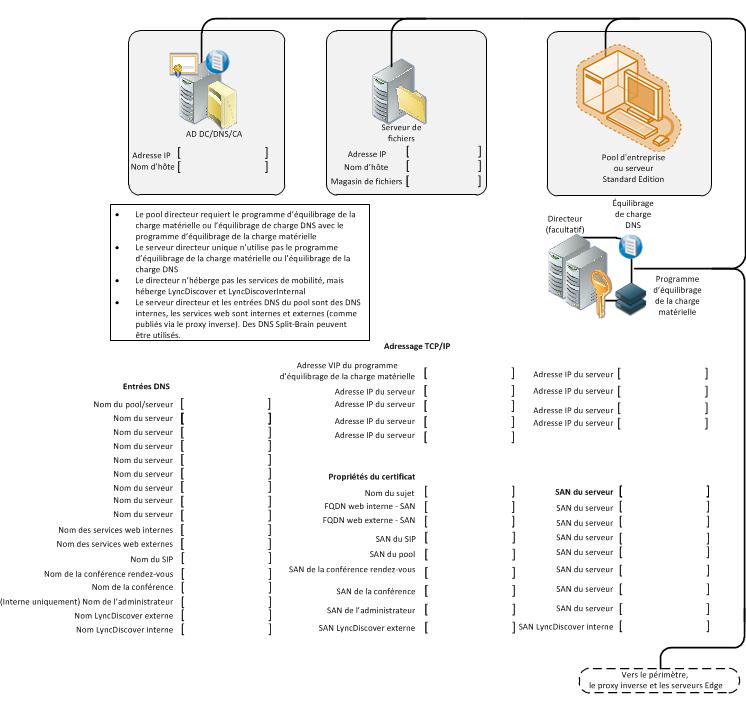 AD DC/DNS/CA
Adresse IP [ ]
Nom d'hôte [ ]
Serveur de
fichiers
Adresse IP [ ]
Nom d'hôte [ ]
Magasin de fichiers [ ]
Pool d'entreprise
ou serveur
Standard Edition
• Le pool directeur requiert le programme d'équilibrage de la
charge matérielle ou l'équilibrage de charge DNS avec le
programme d'équilibrage de la charge matérielle
• Le serveur directeur unique n'utilise pas le programme
d'équilibrage de la charge matérielle ou l'équilibrage de la
charge DNS
• Le directeur n'héberge pas les services de mobilité, mais
héberge LyncDiscover et LyncDiscoverInternal
• Le serveur directeur et les entrées DNS du pool sont des DNS
internes, les services web sont internes et externes (comme
publiés via le proxy inverse). Des DNS Split-Brain peuvent
être utilisés.
Équilibrage
de charge
DNS
Directeur
(facultatif)
Programme
d'équilibrage
de la charge
matérielle
Adressage TCP/IP
Adresse VIP du programme
d'équilibrage de la charge matérielle [ ]
Adresse IP du serveur [ ]
Adresse IP du serveur [ ]
Adresse IP du serveur [ ]
Adresse IP du serveur [ ]
Adresse IP du serveur [ ]
Adresse IP du serveur [ ]
Adresse IP du serveur [ ]
Adresse IP du serveur [ ]
Entrées DNS
Nom du pool/serveur [ ]
Nom du serveur [ ]
Nom du serveur [ ]
Nom du serveur [ ]
Nom du serveur [ ]
Nom du serveur [ ]
Nom du serveur [ ]
Nom du serveur [ ]
Nom du serveur [ ]
Nom des services web internes [ ]
Nom des services web externes [ ]
Nom du SIP [ ]
Nom de la conférence rendez-vous [ ]
Nom de la conférence [ ]
(Interne uniquement) Nom de l'administrateur [ ]
Nom LyncDiscover externe [ ]
Nom LyncDiscover interne [ ]
Propriétés du certificat
Nom du sujet [ ]
FQDN web interne - SAN [ ]
FQDN web externe - SAN [ ]
SAN du SIP [ ]
SAN du pool [ ]
SAN de la conférence rendez-vous [ ]
SAN de la conférence [ ]
SAN de l'administrateur [ ]
SAN LyncDiscover externe [ ]
SAN du serveur [ ]
SAN du serveur [ ]
SAN du serveur [ ]
SAN du serveur [ ]
SAN du serveur [ ]
SAN du serveur [ ]
SAN du serveur [ ]
SAN du serveur [ ]
SAN LyncDiscover interne [ ]
Vers le périmètre,
le proxy inverse et les serveurs Edge